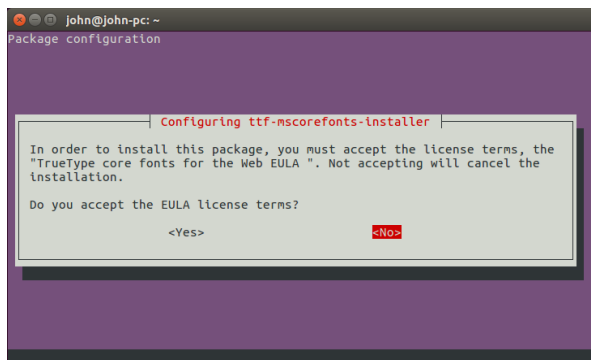 john@john-pc: ~
Package configuration
Configuring ttf-mscorefonts-installer
In order to install this package, you must accept the license terms, the
"TrueType core fonts for the Web EULA ". Not accepting will cancel the
installation.
Do you accept the EULA license terms?
<Yes> <No>